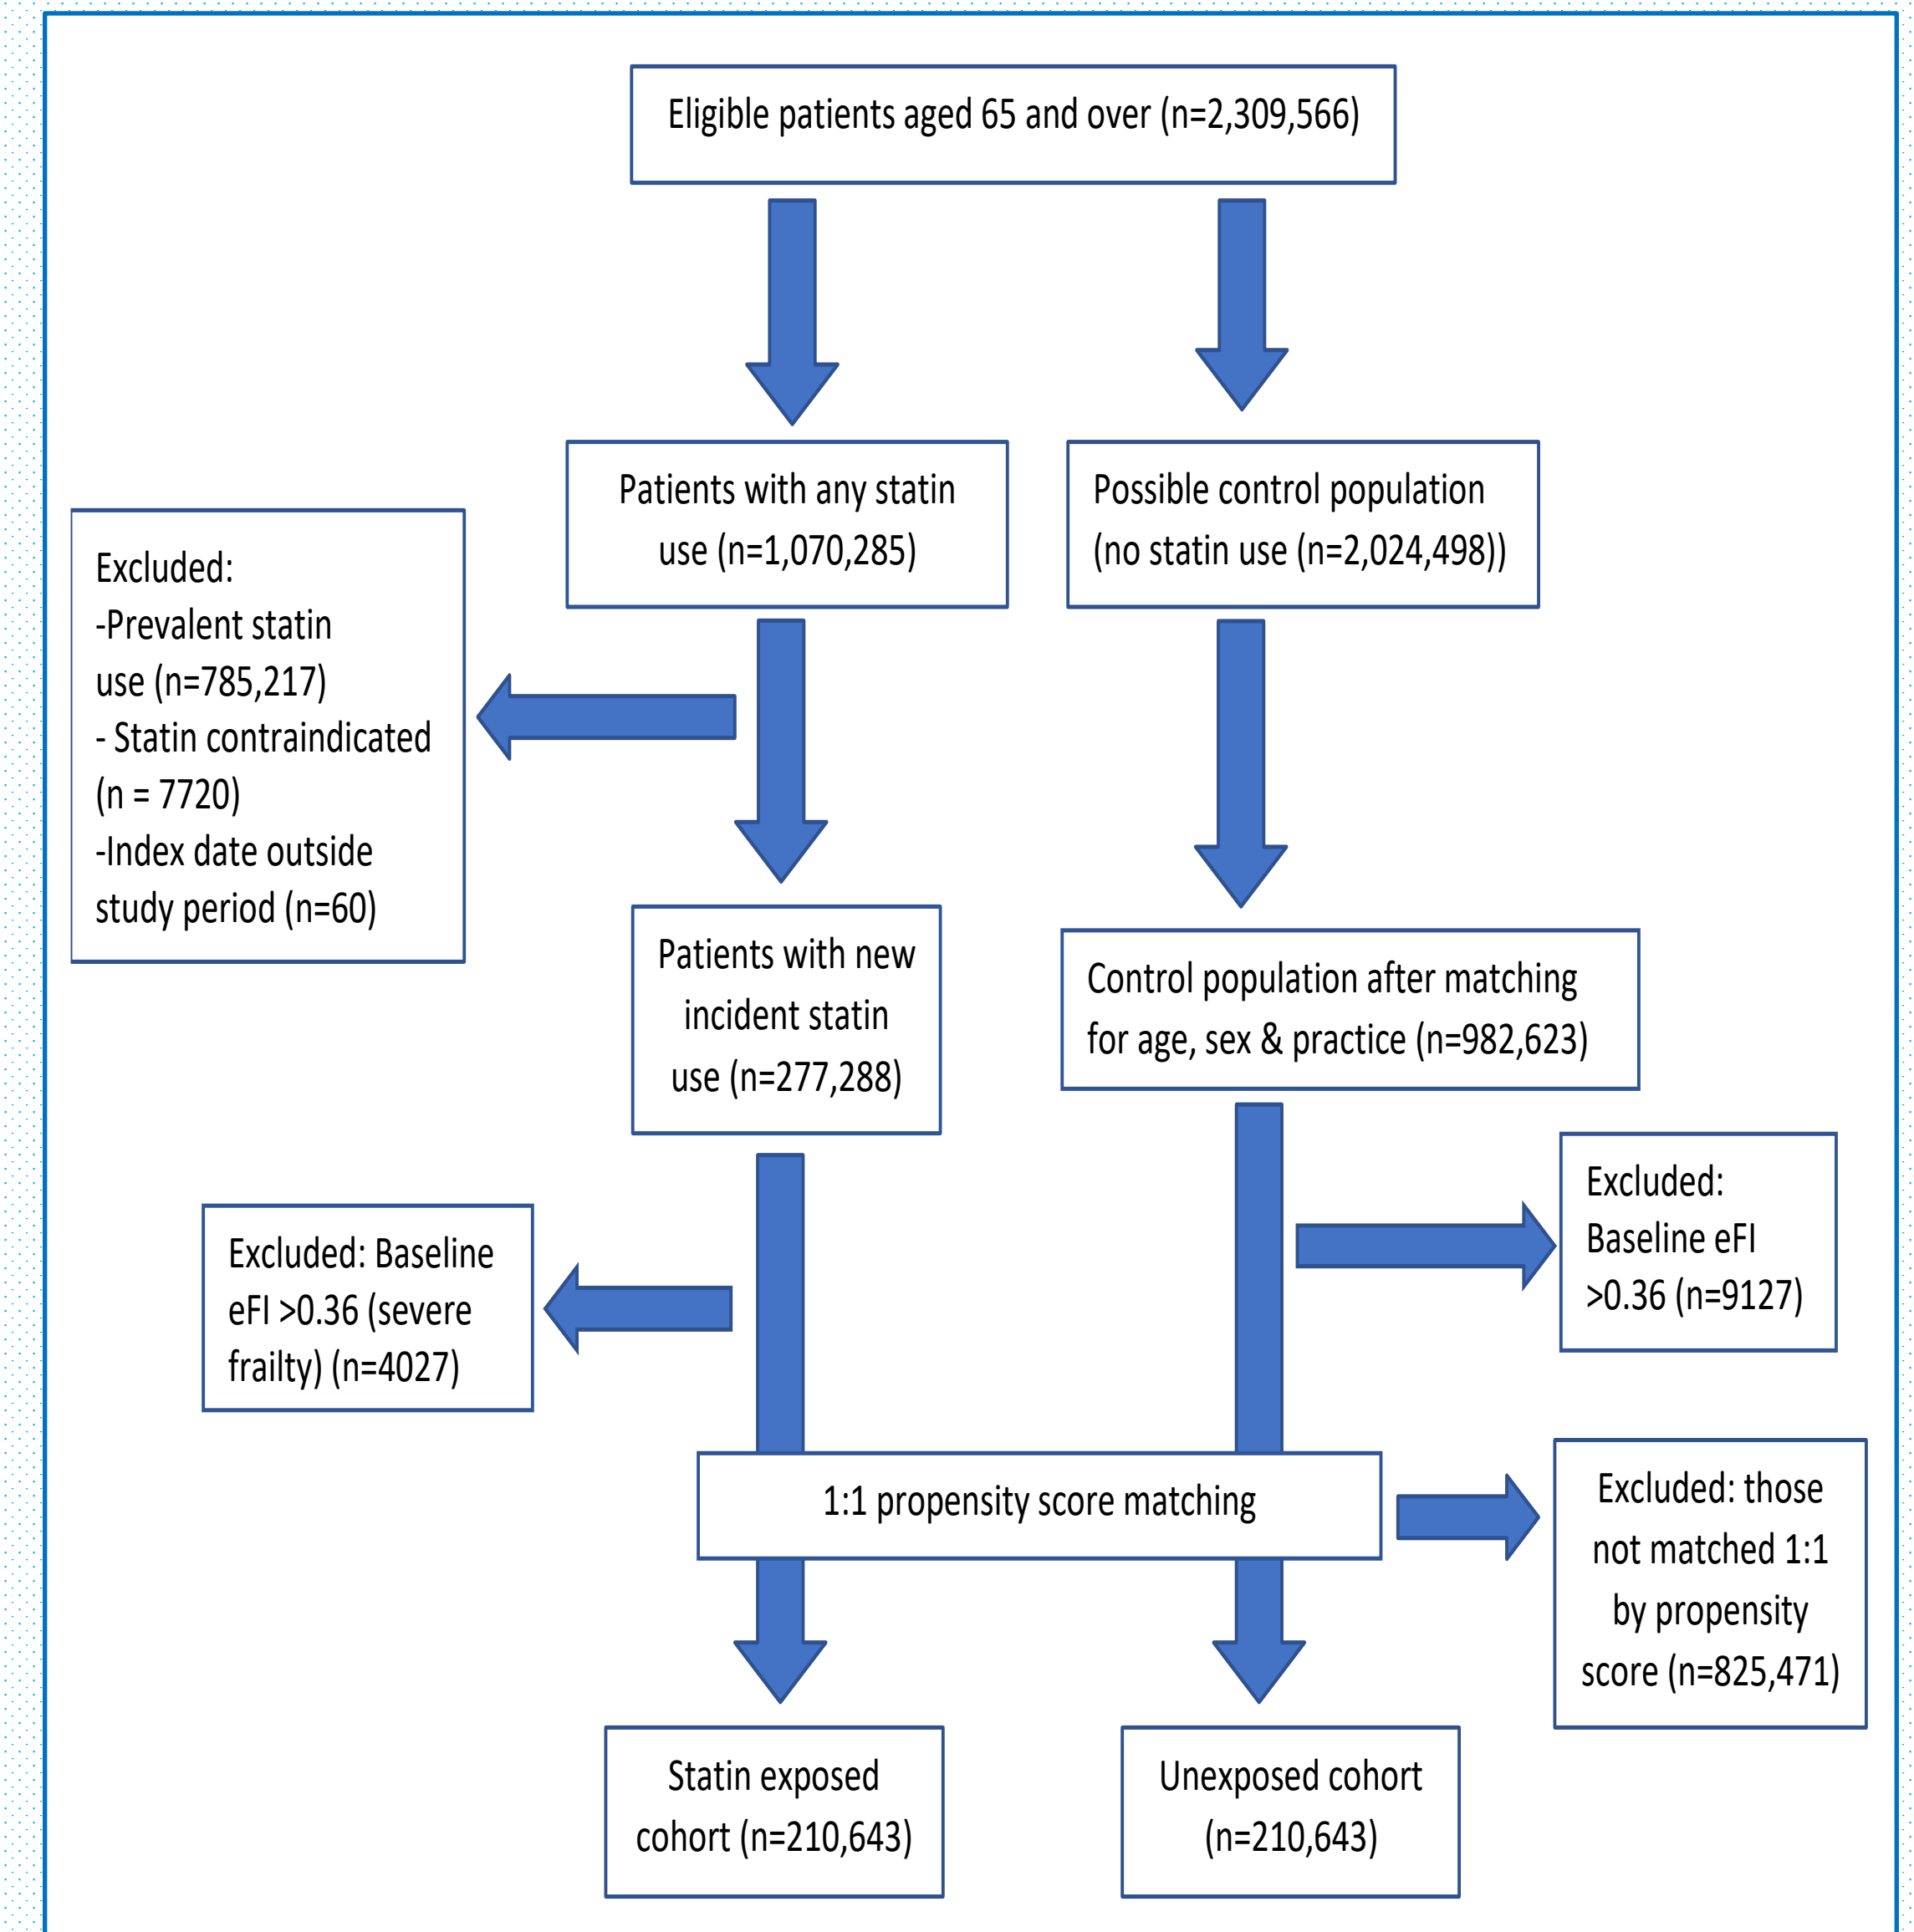 Eligible patients aged 65 and over (n=2,309,566)
Patients with any statin
use (n=1,070,285)
Possible control population
(no statin use (n=2,024,498))
Excluded:
-Prevalent statin
use (n=785,217)
- Statin contraindicated
(n = 7720)
-Index date outside
study period (n=60)
Patients with new
incident statin
use (n=277,288)
Control population after matching
for age, sex & practice (n=982,623)
Excluded: Baseline
eFI >0.36 (severe
frailty) (n=4027)
Excluded:
Baseline eFI
>0.36 (n=9127)
1:1 propensity score matching
Excluded: those
not matched 1:1
by propensity
score (n=825,471)
Statin exposed
cohort (n=210,643)
Unexposed cohort
(n=210,643)